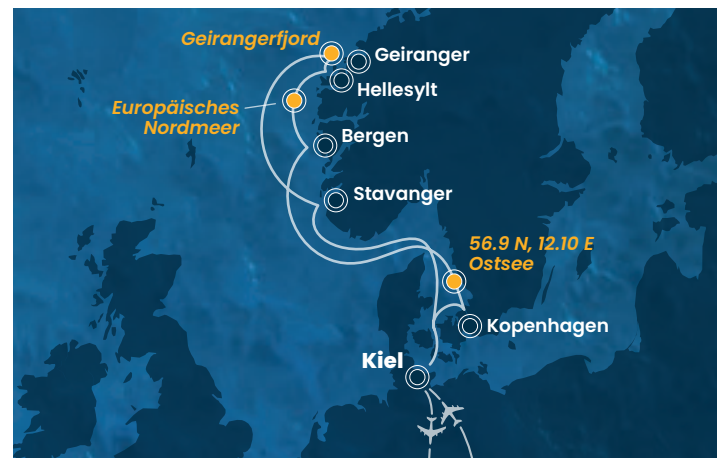 Geirangerfjord
Geiranger
Hellesylt
Europäisches
Nordmeer
Bergen
Stavanger
56.9 N, 12.10 E
Ostsee
Kopenhagen
Kiel